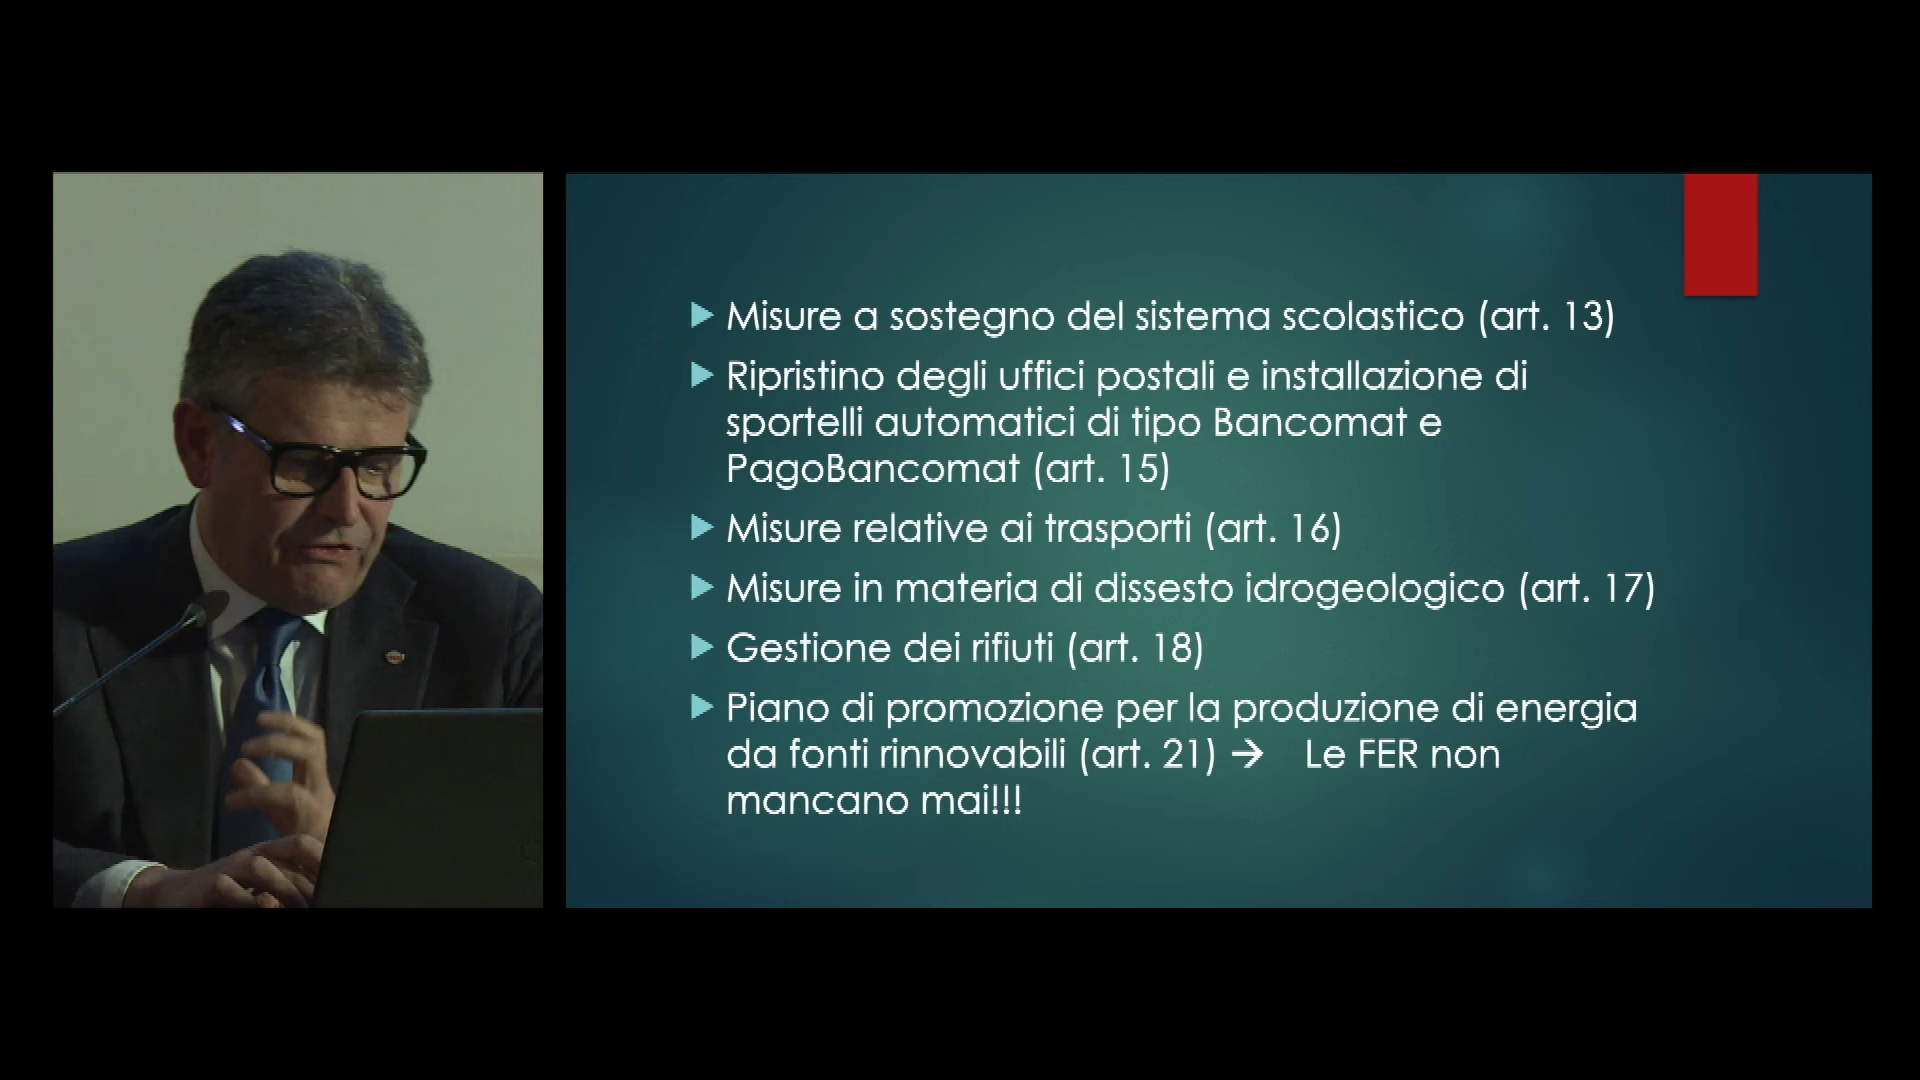 Misure a sostegno del sistema scolastico (art. 13)
Ripristino degli uffici postali e installazione di
sportelli automatici di tipo Bancomat e
PagoBancomat (art. 15)
Misure relative ai trasporti (art. 16)
Misure in materia di dissesto idrogeologico (art. 17)
Gestione dei rifiuti (art. 18)
Piano di promozione per la produzione di energia
da fonti rinnovabili (art. 21) → Le FER non
mancano mai!!!